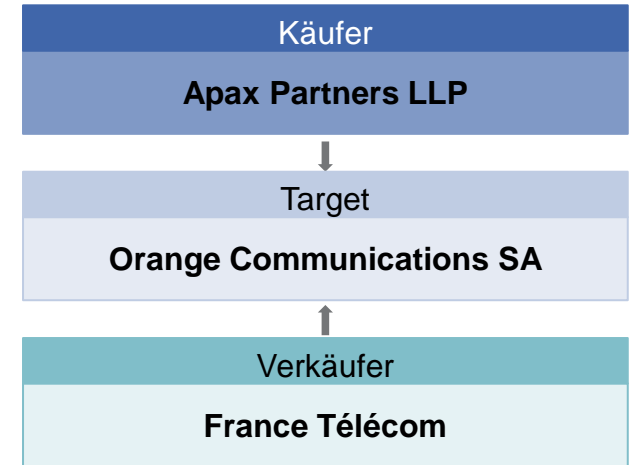 Käufer
Apax Partners LLP
Target
Orange Communications SA
Verkäufer
France Télécom